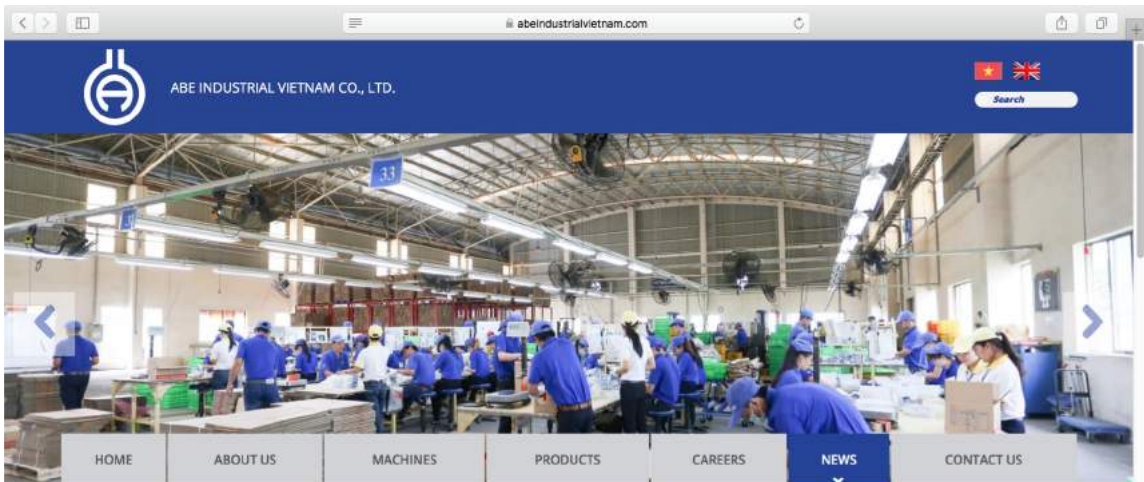 abeindustrialvietnam.com
ABE INDUSTRIAL VIETNAM CO., LTD.
Search
33
HOME
ABOUT US
MACHINES
PRODUCTS
CAREERS
NEWS
CONTACT US